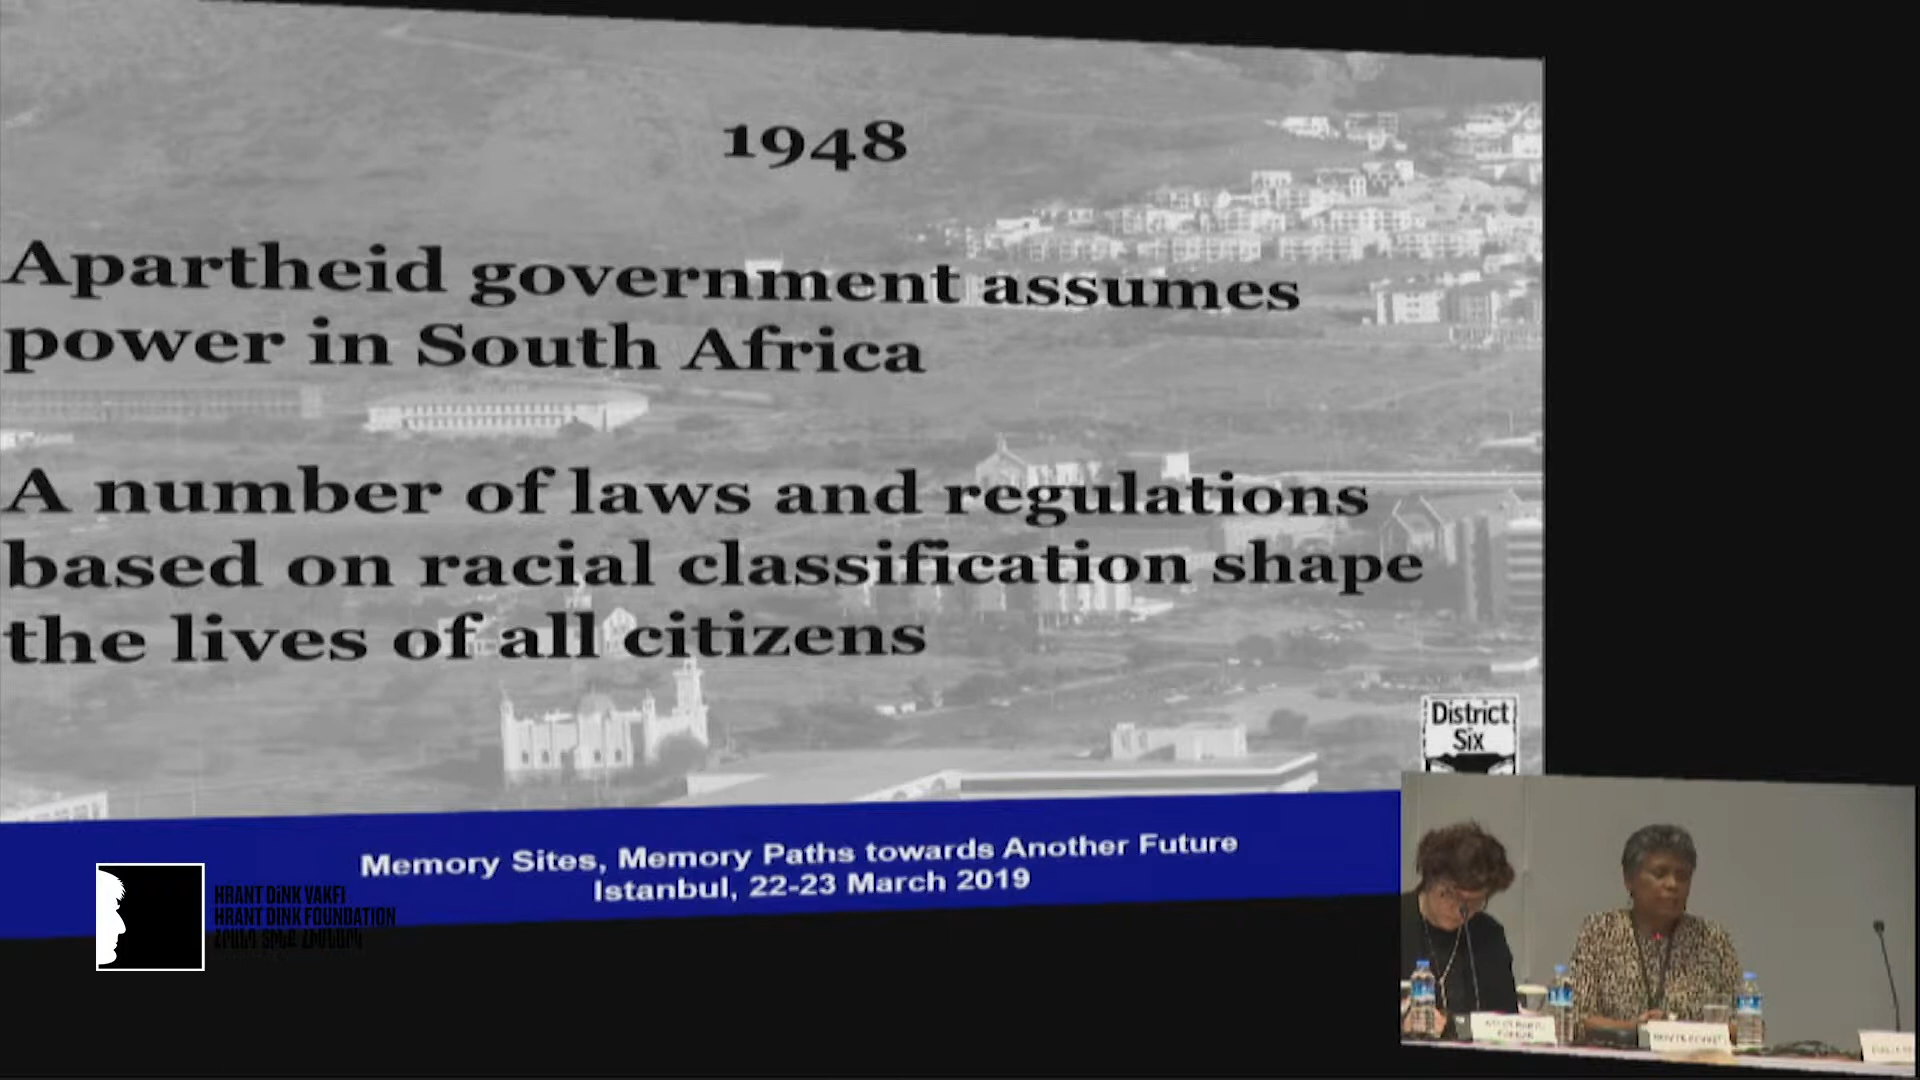 1948
Apartheid government assumes
power in South Africa
A number of laws and regulations
based on racial classification shape
the lives of all citizens
District
Six
Memory Sites, Memory Paths towards Another Future
Istanbul, 22-23 March 2019
HRANT DİNK VAKFI
HRANT DINK FOUNDATION